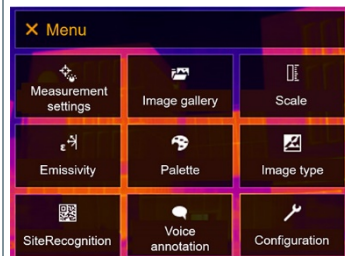 × Menu
Measurement
settings
Image gallery
Scale
ε
Emissivity
Palette
Image type
SiteRecognition
Voice
annotation
Configuration